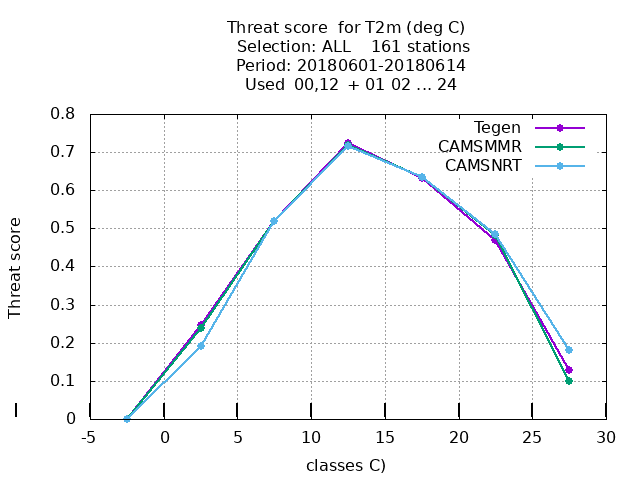 Threat score  for T2m (deg C)
Selection: ALL    161 stations
Period: 20180601-20180614
Used  00,12  + 01 02 ... 24
Tegen
CAMSMMR
CAMSNRT
0.8
0.7
0.6
0.5
0.4
0.3
0.2
0.1
0
Threat score
-5 0 5 10 15 20 25 30
classes C)